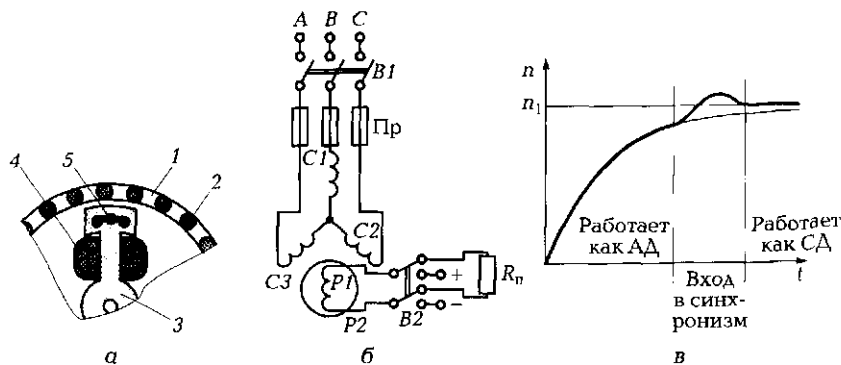 4
5
1
2
3
а
A B C
B1
Пр
C1
C2
C3
P1
P2
B2
+
−
Rп
б
n
n1
Работает
как АД
Вход
в синх-
ронизм
Работает
как СД
t
в